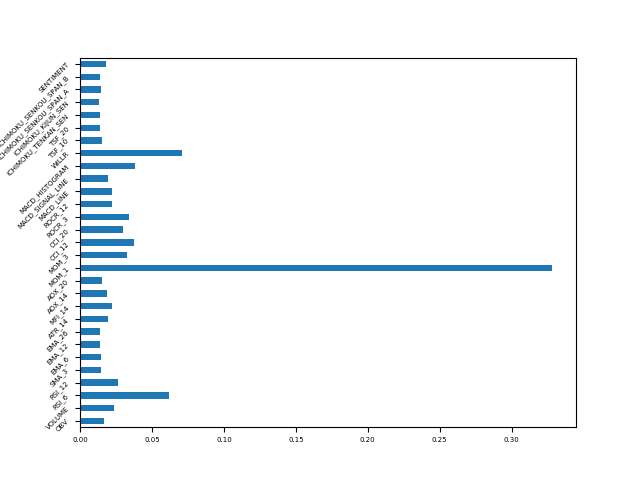 SENTIMENT
ICHIMOKU_SENKOU_SPAN_B
ICHIMOKU_SENKOU_SPAN_A
ICHIMOKU_KIJUN_SEN
ICHIMOKU_TENKAN_SEN
TSF_20
TSF_10
WILLR
MACD_HISTOGRAM
MACD_SIGNAL_LINE
MACD_LINE
ROCR_12
ROCR_3
CCI_20
CCI_12
MOM_3
MOM_1
ADX_20
ADX_14
MFI_14
ATR_14
EMA_26
EMA_12
EMA_6
SMA_3
RSI_12
RSI_6
VOLUME
OBV
0.00 0.05 0.10 0.15 0.20 0.25 0.30